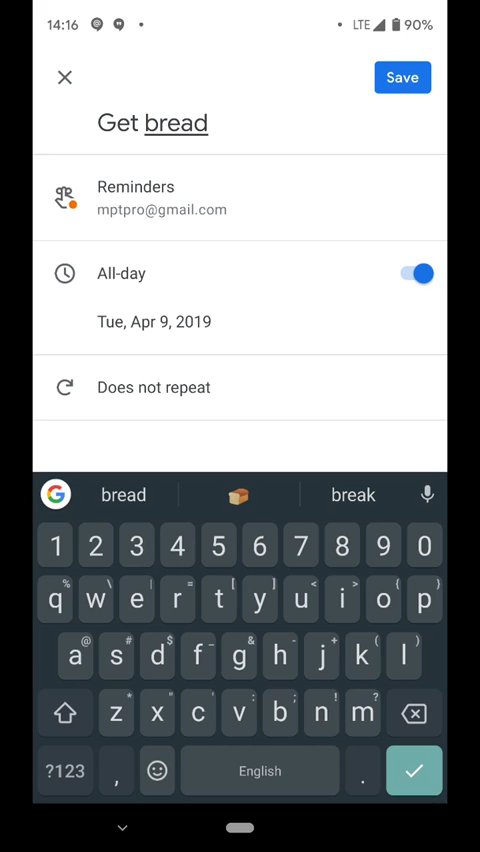 14:16 LTE 90%
Save
Get bread
Reminders
mptpro@gmail.com
All-day
Tue, Apr 9, 2019
Does not repeat
G bread break
1 2 3 4 5 6 7 8 9 0
% \ | = [ ] < > { }
q w e r t y u i o p
@ # $ _ & - + ( )
a s d f g h j k l
* " ' : ; ! ?
z x c v b n m
?123 , English .